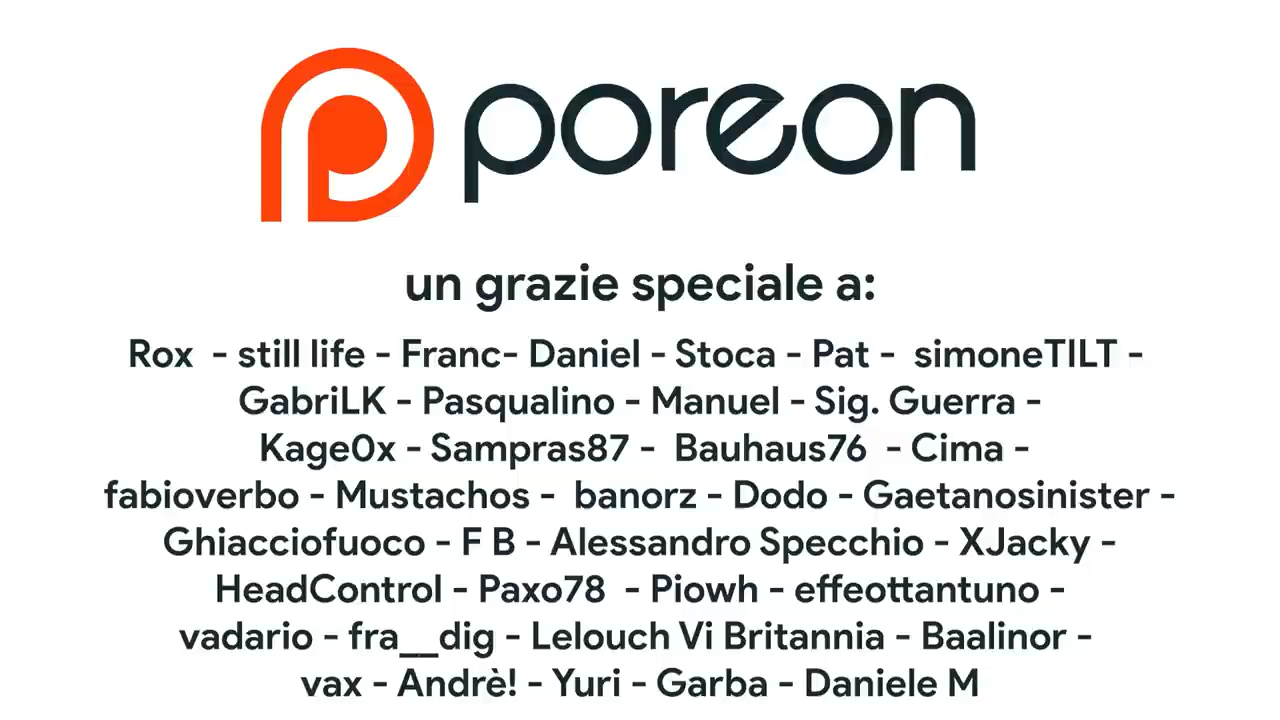 poreon
un grazie speciale a:
Rox - still life - Franc- Daniel - Stoca - Pat - simoneTILT -
GabriLK - Pasqualino - Manuel - Sig. Guerra -
Kage0x - Sampras87 - Bauhaus76 - Cima -
fabioverbo - Mustachos - banorz - Dodo - Gaetanosinister -
Ghiacciofuoco - F B - Alessandro Specchio - XJacky -
HeadControl - Paxo78 - Piowh - effeottantuno -
vadario - fra__dig - Lelouch Vi Britannia - Baalinor -
vax - Andrè! - Yuri - Garba - Daniele M